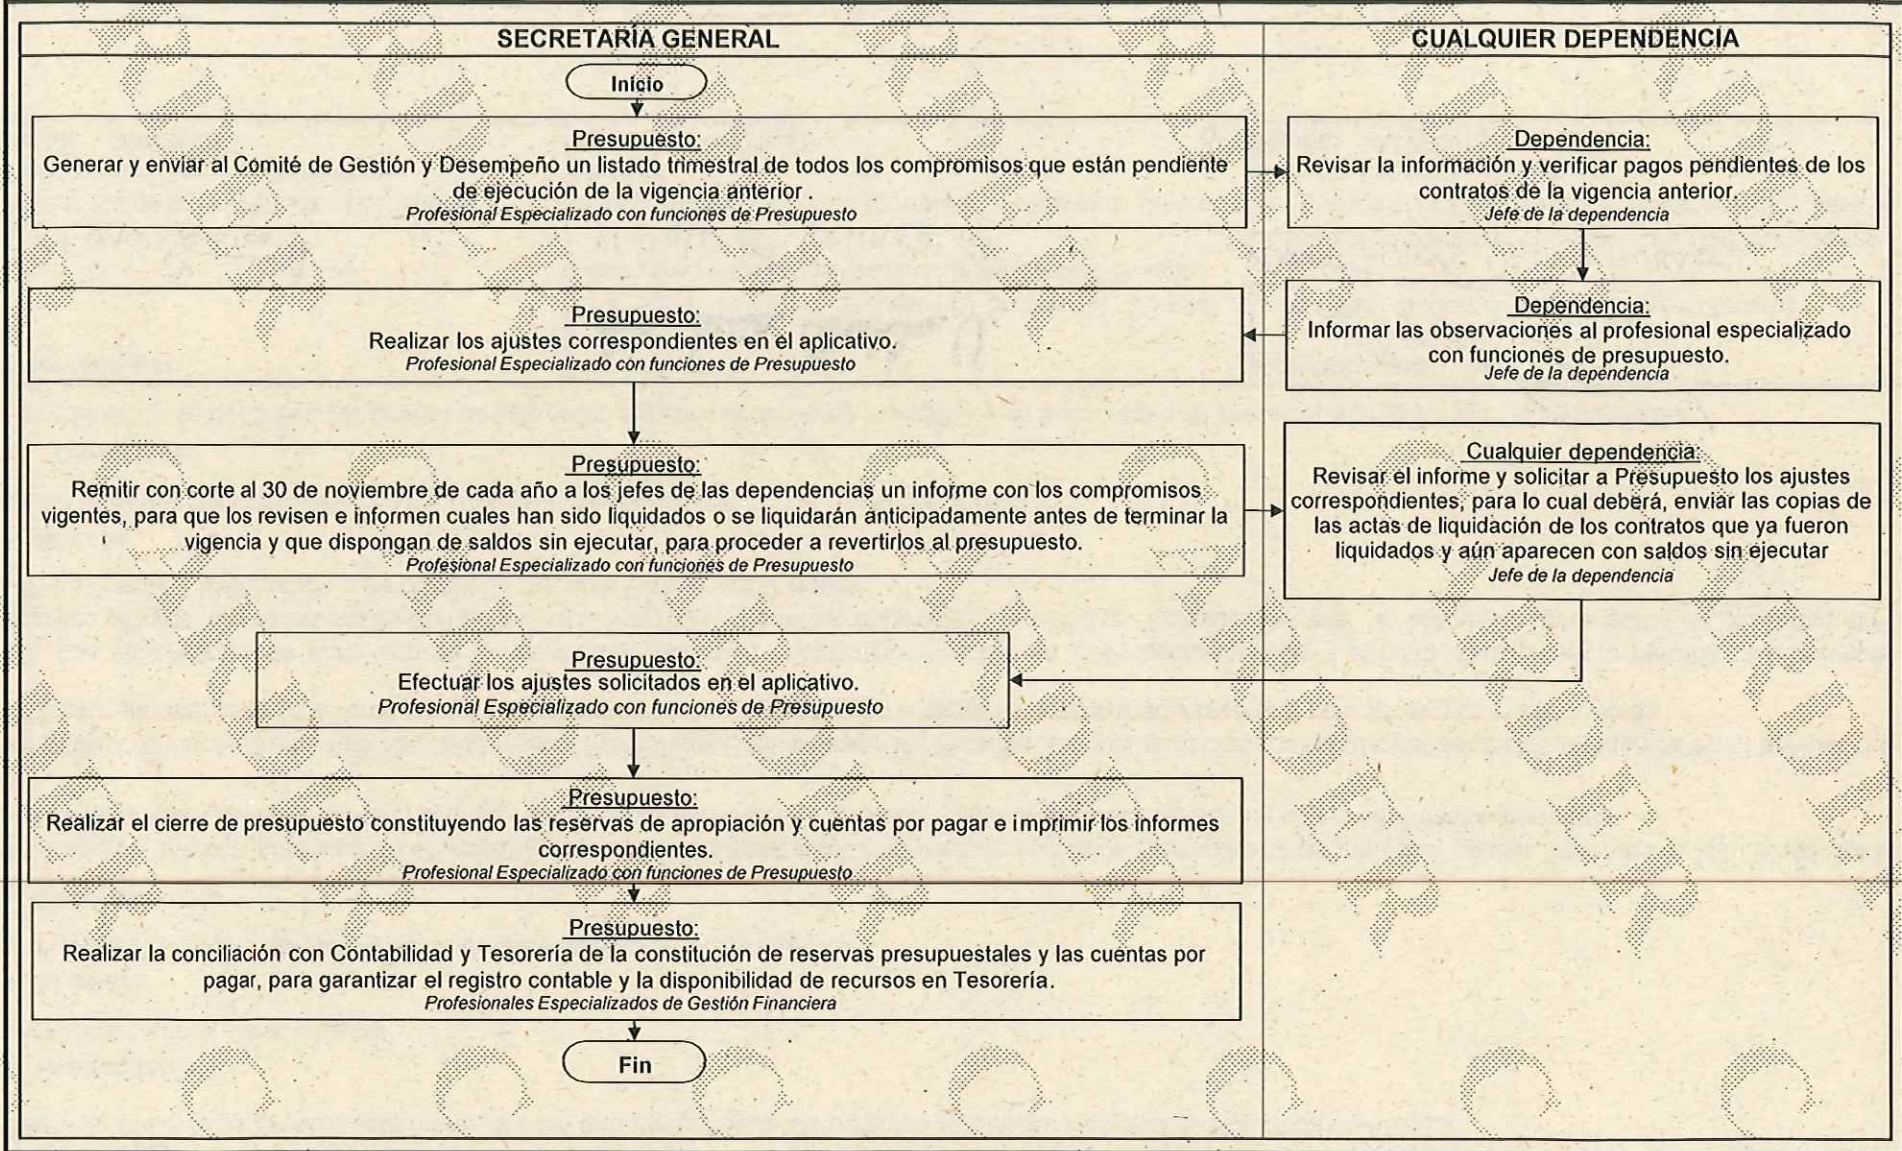 SECRETARÍA GENERAL
CUALQUIER DEPENDENCIA
Inicio
Presupuesto:
Generar y enviar al Comité de Gestión y Desempeño un listado trimestral de todos los compromisos que están pendiente
de ejecución de la vigencia anterior .
Profesional Especializado con funciones de Presupuesto
Dependencia:
Revisar la información y verificar pagos pendientes de los
contratos de la vigencia anterior.
Jefe de la dependencia
Dependencia:
Informar las observaciones al profesional especializado
con funciones de presupuesto.
Jefe de la dependencia
Presupuesto:
Realizar los ajustes correspondientes en el aplicativo.
Profesional Especializado con funciones de Presupuesto
Presupuesto:
Remitir con corte al 30 de noviembre de cada año a los jefes de las dependencias un informe con los compromisos
vigentes, para que los revisen e informen cuales han sido liquidados o se liquidarán anticipadamente antes de terminar la
vigencia y que dispongan de saldos sin ejecutar, para proceder a revertirlos al presupuesto.
Profesional Especializado con funciones de Presupuesto
Cualquier dependencia:
Revisar el informe y solicitar a Presupuesto los ajustes
correspondientes, para lo cual deberá, enviar las copias de
las actas de liquidación de los contratos que ya fueron
liquidados y aún aparecen con saldos sin ejecutar
Jefe de la dependencia
Presupuesto:
Efectuar los ajustes solicitados en el aplicativo.
Profesional Especializado con funciones de Presupuesto
Presupuesto:
Realizar el cierre de presupuesto constituyendo las reservas de apropiación y cuentas por pagar e imprimir los informes
correspondientes.
Profesional Especializado con funciones de Presupuesto
Presupuesto:
Realizar la conciliación con Contabilidad y Tesorería de la constitución de reservas presupuestales y las cuentas por
pagar, para garantizar el registro contable y la disponibilidad de recursos en Tesorería.
Profesionales Especializados de Gestión Financiera
Fin